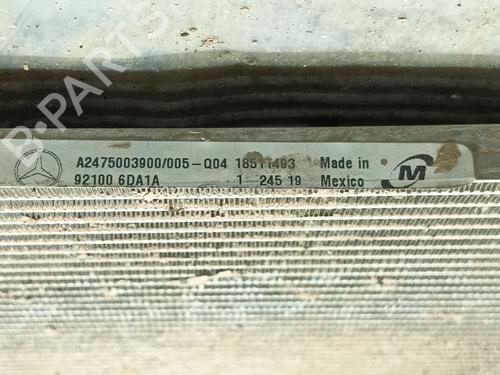 A2475003900/005-Q04 18511493 Made in
92100 6DA1A 1 245 19 Mexico
M
B-Parts